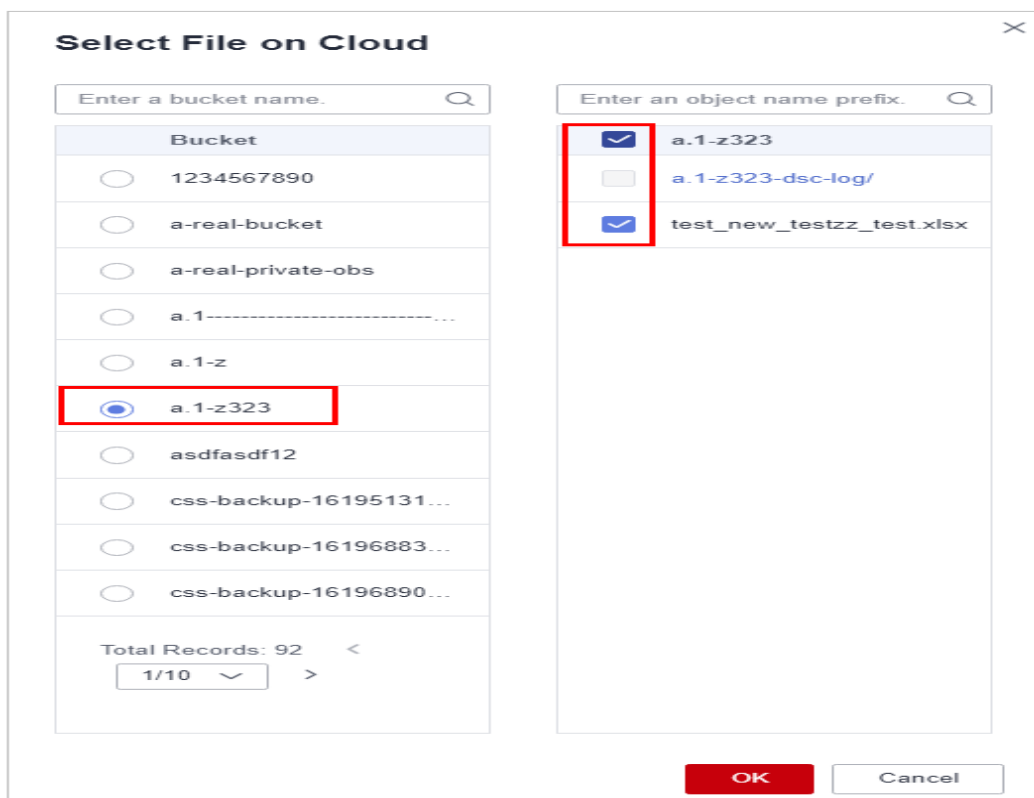 Select File on Cloud
Enter a bucket name.
Bucket
1234567890
a-real-bucket
a-real-private-obs
a.1--------------------------...
a.1-z
a.1-z323
asdfasdf12
css-backup-16195131...
css-backup-16196883...
css-backup-16196890...
Total Records: 92 <
1/10 >
Enter an object name prefix.
a.1-z323
a.1-z323-dsc-log/
test_new_testzz_test.xlsx
OK Cancel